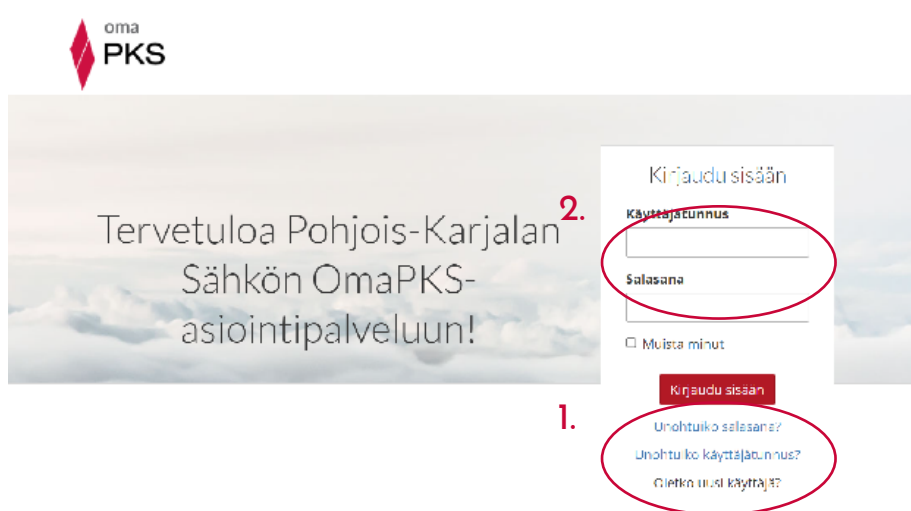 oma
PKS
Tervetuloa Pohjois-Karjalan
Sähkön OmaPKS-
asiointipalveluun!
Kirjaudu sisään
2.
Käyttäjätunnus
Salasana
Muista minut
Kirjaudu sisään
1.
Unohtuiko salasana?
Unohtuiko käyttäjätunnus?
Oletko uusi käyttäjä?